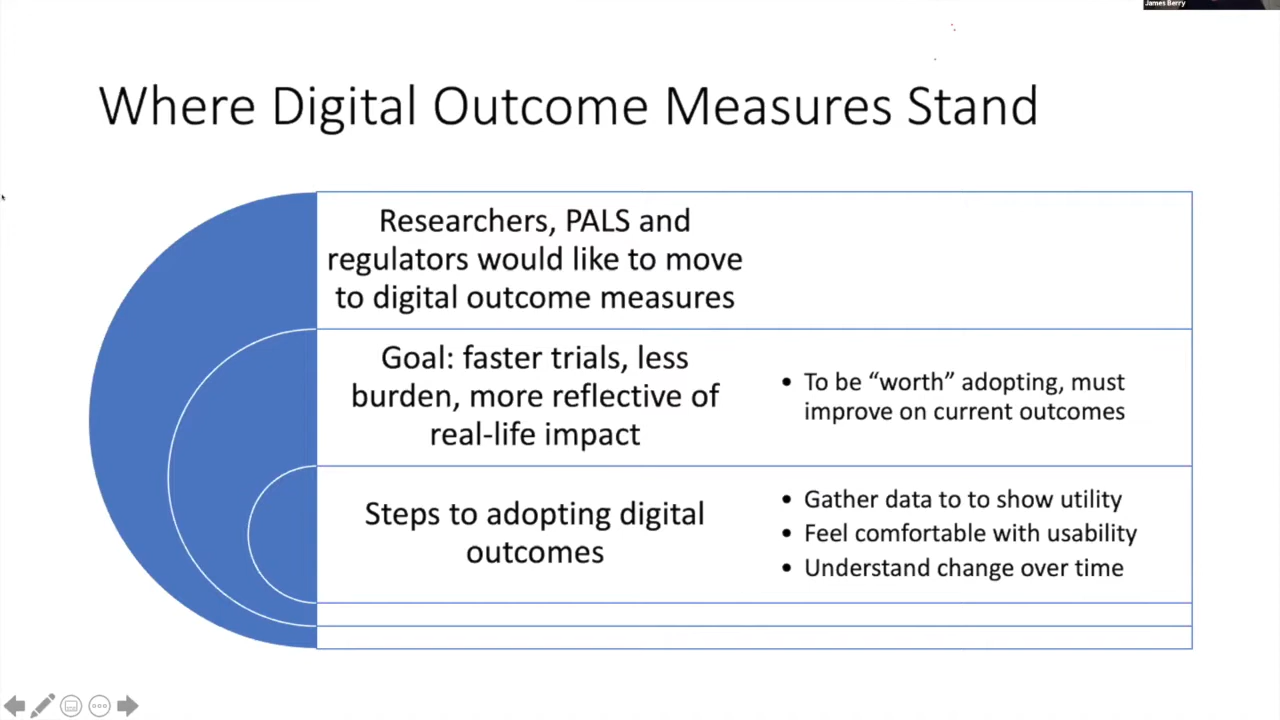 James Berry
Where Digital Outcome Measures Stand
Researchers, PALS and
regulators would like to move
to digital outcome measures
Goal: faster trials, less
burden, more reflective of
real-life impact
• To be “worth” adopting, must
improve on current outcomes
Steps to adopting digital
outcomes
• Gather data to to show utility
• Feel comfortable with usability
• Understand change over time